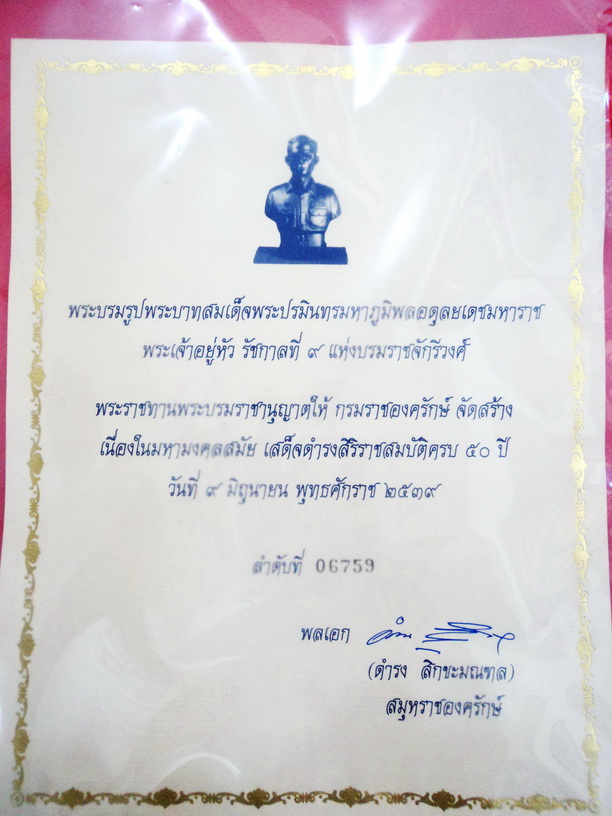 พระบรมรูปพระบาทสมเด็จพระปรมินทรมหาภูมิพลอดุลยเดชมหาราช
พระเจ้าอยู่หัว รัชกาลที่ ๙ แห่งบรมราชจักรีวงศ์
พระราชทานพระบรมราชานุญาตให้ กรมราชองครักษ์ จัดสร้าง
เนื่องในมหามงคลสมัย เสด็จดำรงสิริราชสมบัติครบ ๕๐ ปี
วันที่ ๙ มิถุนายน พุทธศักราช ๒๕๓๙
ลำดับที่ 06759
พลเอก
(ดำรง สิกขะมณฑล)
สมุหราชองครักษ์